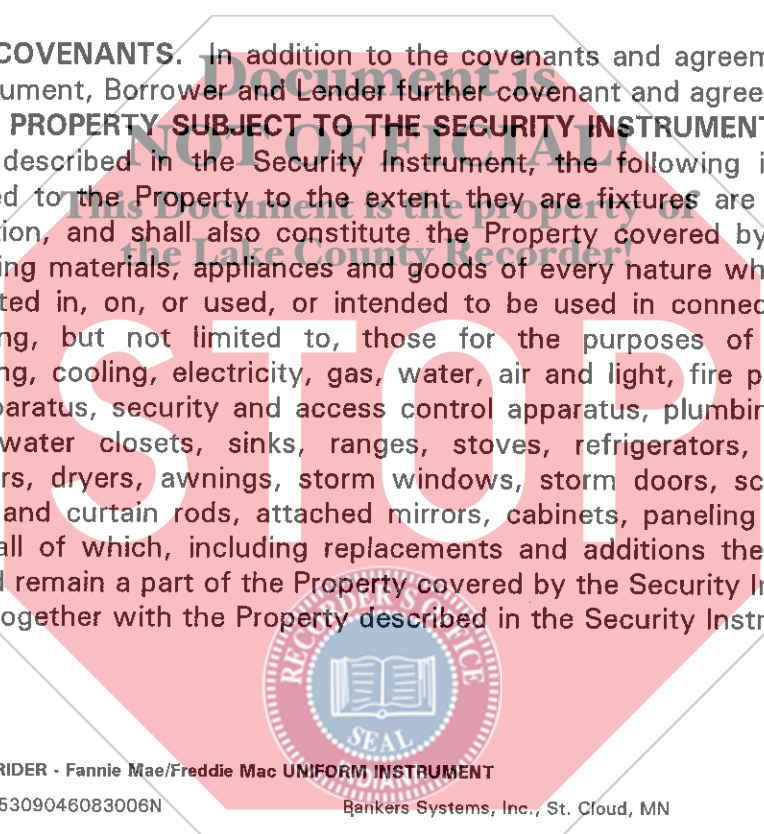 COVENANTS. In addition to the covenants and agreem
ument, Borrower and Lender further covenant and agree
PROPERTY SUBJECT TO THE SECURITY INSTRUMENT
described in the Security Instrument, the following i
ed to the Property to the extent they are fixtures are
tion, and shall also constitute the Property covered by
ing materials, appliances and goods of every nature wh
ted in, on, or used, or intended to be used in connec
ng, but not limited to, those for the purposes of
ng, cooling, electricity, gas, water, air and light, fire p
paratus, security and access control apparatus, plumbin
water closets, sinks, ranges, stoves, refrigerators,
rs, dryers, awnings, storm windows, storm doors, sc
and curtain rods, attached mirrors, cabinets, paneling
all of which, including replacements and additions the
d remain a part of the Property covered by the Security I
ogether with the Property described in the Security Instr
RIDER - Fannie Mae/Freddie Mac UNIFORM INSTRUMENT
5309046083006N Bankers Systems, Inc., St. Cloud, MN
Document is
NOT OFFICIAL!
This Document is the property of
the Lake County Recorder!
STOP
RECORDER'S OFFICE
SEAL
INDIANA